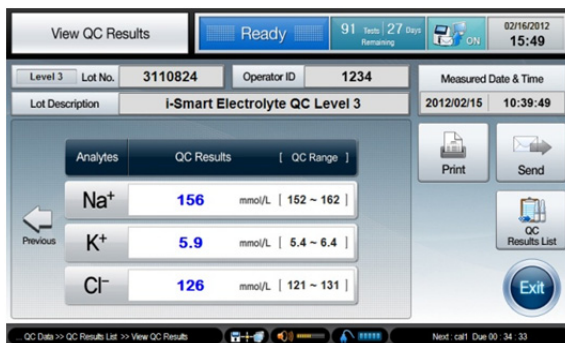 View QC Results
Ready
91 Tests 27 Days
Remaining
ON
02/16/2012
15:49
Level 3 Lot No. 3110824 Operator ID 1234
Measured Date & Time
Lot Description i-Smart Electrolyte QC Level 3
2012/02/15 10:39:49
Analytes QC Results [ QC Range ]
Na+ 156 mmol/L | 152 ~ 162 |
K+ 5.9 mmol/L | 5.4 ~ 6.4 |
Cl− 126 mmol/L | 121 ~ 131 |
Previous
Print
Send
QC
Results List
Exit
... QC Data >> QC Results List >> View QC Results
Next : cal1 Due 00 : 34 : 33